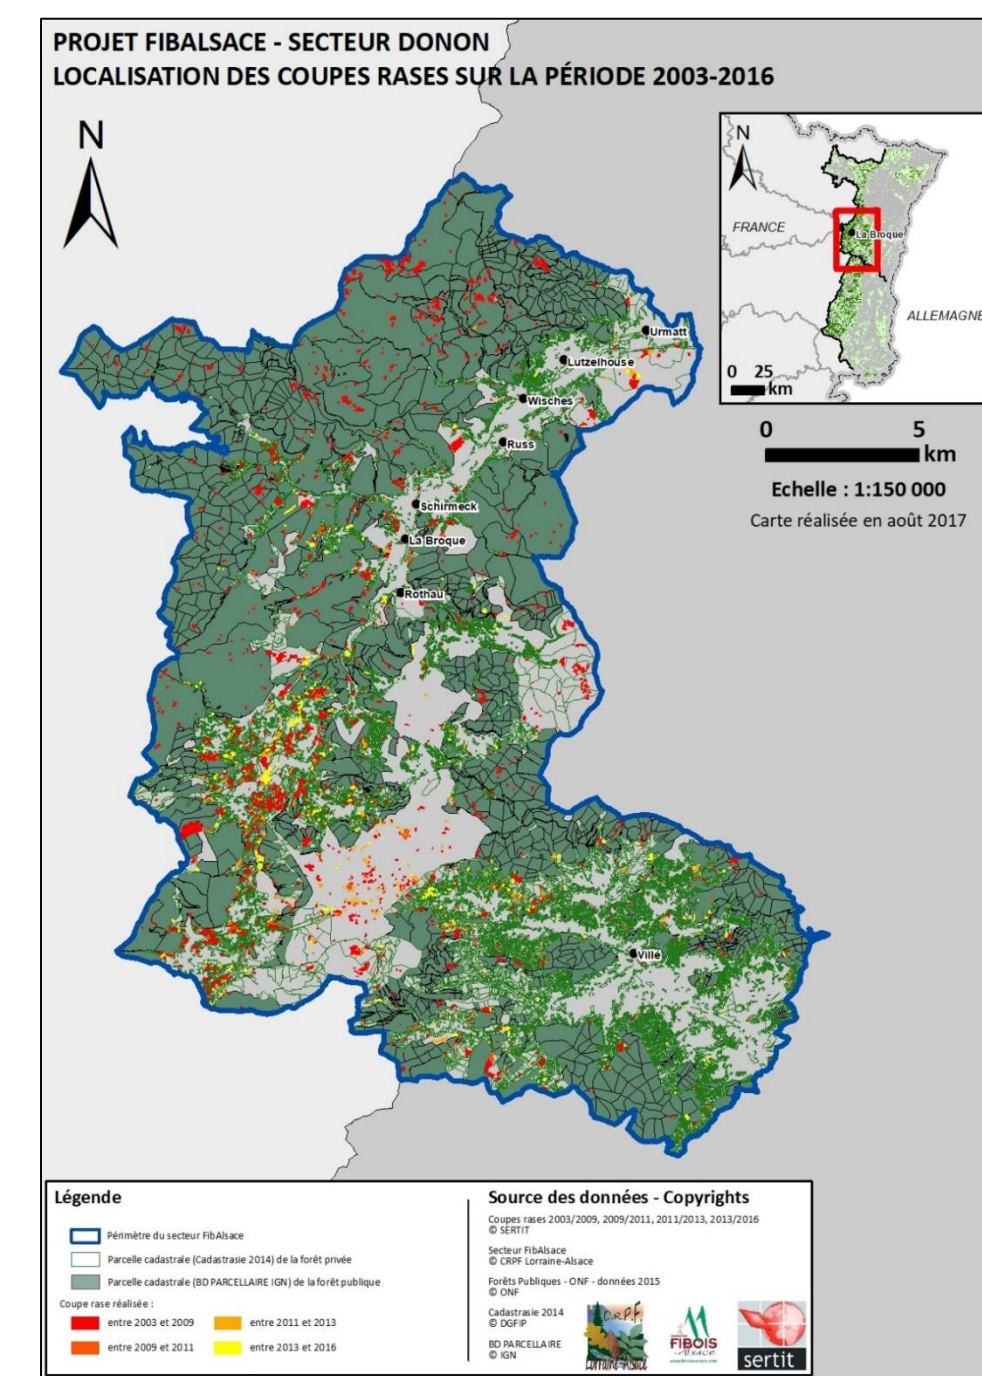 PROJET FIBALSACE - SECTEUR DONON
LOCALISATION DES COUPES RASES SUR LA PÉRIODE 2003-2016
N
N
FRANCE
La Broque
ALLEMAGNE
0 25
km
0 5
km
Echelle : 1:150 000
Carte réalisée en août 2017
Urmatt
Lutzelhouse
Wisches
Russ
Schirmeck
La Broque
Rothau
Villé
Légende
Périmètre du secteur FibAlsace
Parcelle cadastrale (Cadastrasie 2014) de la forêt privée
Parcelle cadastrale (BD PARCELLAIRE IGN) de la forêt publique
Coupe rase réalisée :
entre 2003 et 2009
entre 2011 et 2013
entre 2009 et 2011
entre 2013 et 2016
Source des données - Copyrights
Coupes rases 2003/2009, 2009/2011, 2011/2013, 2013/2016
© SERTIT
Secteur FibAlsace
© CRPF Lorraine-Alsace
Forêts Publiques - ONF - données 2015
© ONF
Cadastrasie 2014
© DGFIP
BD PARCELLAIRE
© IGN
C.R.P.F.
Lorraine-Alsace
FIBOIS
Alsace
sertit